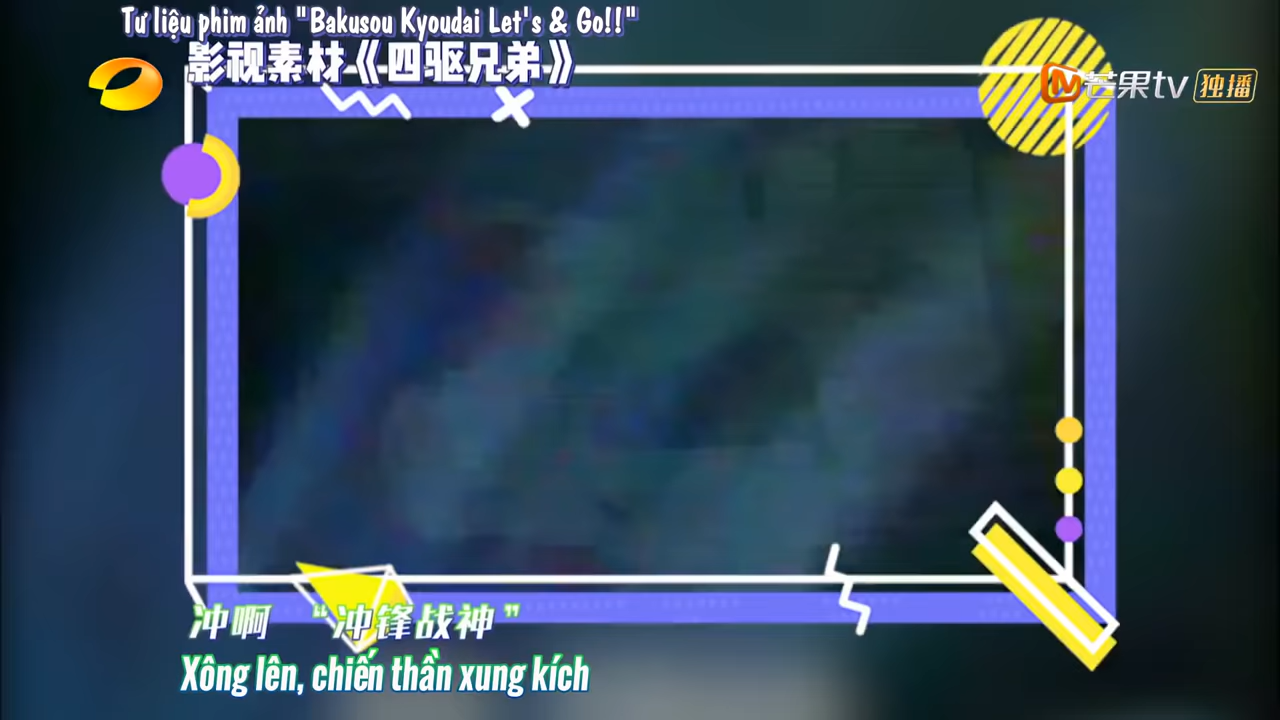 Tư liệu phim ảnh "Bakusou Kyoudai Let's & Go!!"
影视素材《四驱兄弟》
芒果tv 独播
冲啊 “冲锋战神”
Xông lên, chiến thần xung kích